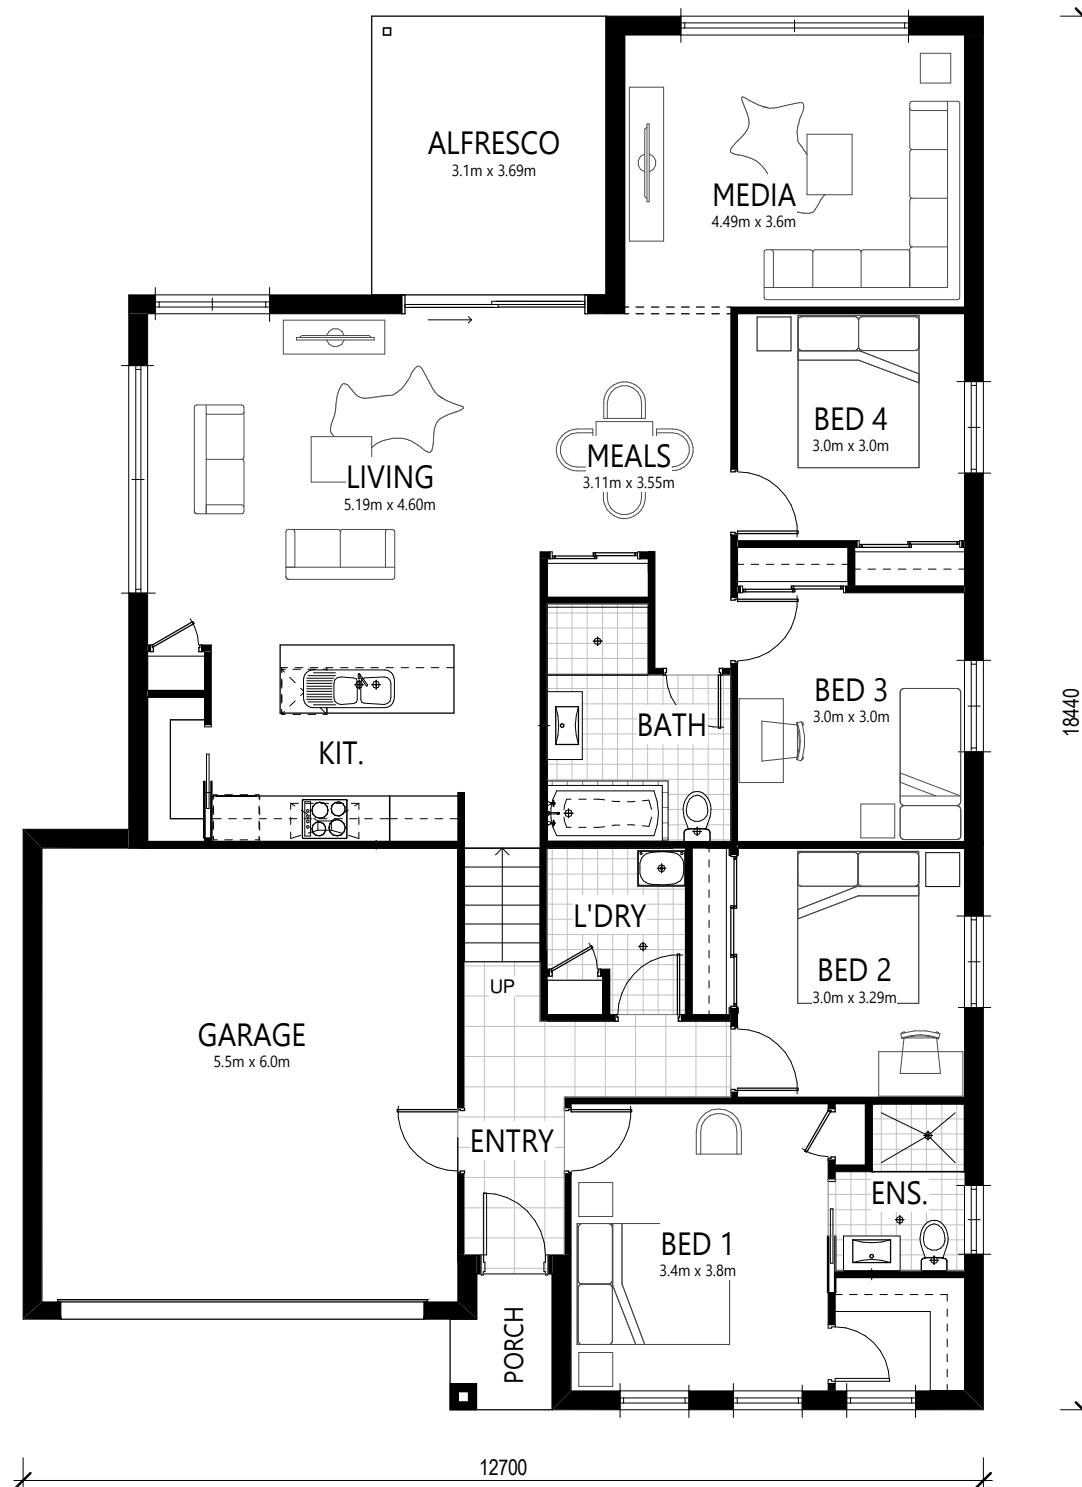 ALFRESCO
3.1m x 3.69m
MEDIA
4.49m x 3.6m
BED 4
3.0m x 3.0m
LIVING
5.19m x 4.60m
MEALS
3.11m x 3.55m
BED 3
3.0m x 3.0m
BATH
KIT.
18440
L'DRY
BED 2
3.0m x 3.29m
UP
GARAGE
5.5m x 6.0m
ENTRY
ENS.
BED 1
3.4m x 3.8m
PORCH
12700